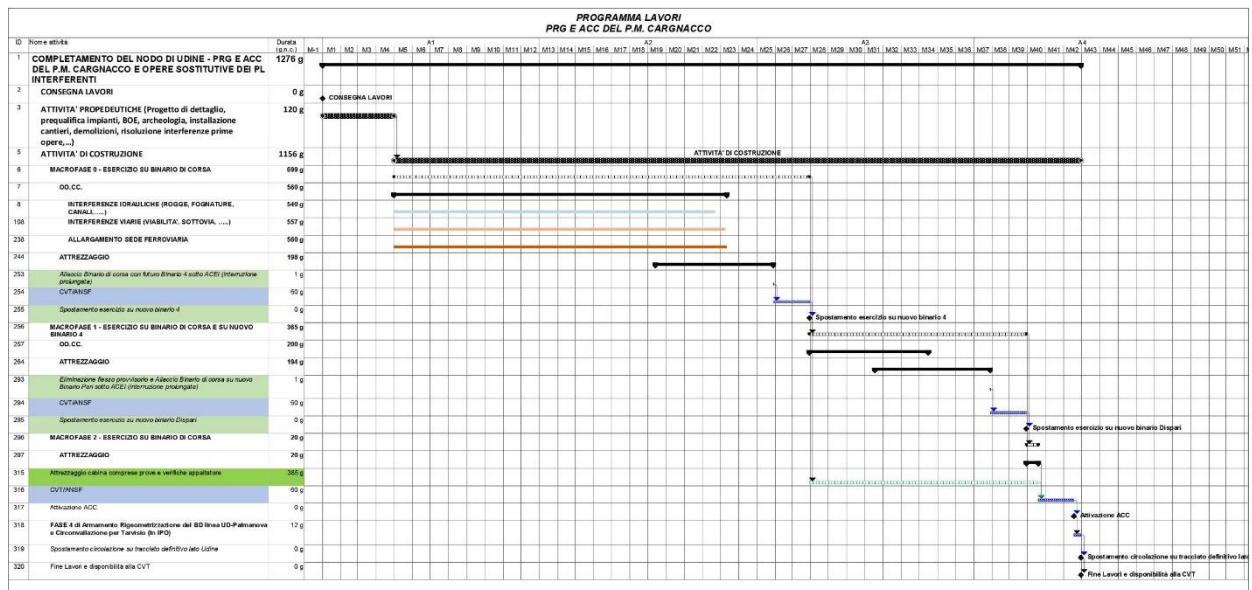 PROGRAMMA LAVORI
PRG E ACC DEL P.M. CARGNACCO
ID Nome attività Durata (g.n.c.) A1 A2 A3 A4
M-1 M1 M2 M3 M4 M5 M6 M7 M8 M9 M10 M11 M12 M13 M14 M15 M16 M17 M18 M19 M20 M21 M22 M23 M24 M25 M26 M27 M28 M29 M30 M31 M32 M33 M34 M35 M36 M37 M38 M39 M40 M41 M42 M43 M44 M45 M46 M47 M48 M49 M50 M51
1 COMPLETAMENTO DEL NODO DI UDINE - PRG E ACC 1276 g
DEL P.M. CARGNACCO E OPERE SOSTITUTIVE DEI PL
INTERFERENTI
2 CONSEGNA LAVORI 0 g CONSEGNA LAVORI
3 ATTIVITA' PROPEDEUTICHE (Progetto di dettaglio, 120 g
prequalifica impianti, BOE, archeologia, installazione
cantieri, demolizioni, risoluzione interferenze prime
opere,...)
5 ATTIVITA' DI COSTRUZIONE 1156 g ATTIVITA' DI COSTRUZIONE
6 MACROFASE 0 - ESERCIZIO SU BINARIO DI CORSA 699 g
7 OO.CC. 560 g
8 INTERFERENZE IDRAULICHE (ROGGE, FOGNATURE, 540 g
CANALI,....)
198 INTERFERENZE VIARIE (VIABILITA', SOTTOVIA, .....) 557 g
238 ALLARGAMENTO SEDE FERROVIARIA 560 g
244 ATTREZZAGGIO 198 g
253 Allaccio Binario di corsa con futuro Binario 4 sotto ACEI (interruzione 1 g
prolungata)
254 CVT/ANSF 60 g
255 Spostamento esercizio su nuovo binario 4 0 g Spostamento esercizio su nuovo binario 4
256 MACROFASE 1 - ESERCIZIO SU BINARIO DI CORSA E SU NUOVO 365 g
BINARIO 4
257 OO.CC. 200 g
264 ATTREZZAGGIO 194 g
293 Eliminazione flesso provvisorio e Allaccio Binario di corsa su nuovo 1 g
Binario Pari sotto ACEI (interruzione prolungata)
294 CVT/ANSF 60 g
295 Spostamento esercizio su nuovo binario Dispari 0 g Spostamento esercizio su nuovo binario Dispari
296 MACROFASE 2 - ESERCIZIO SU BINARIO DI CORSA 20 g
297 ATTREZZAGGIO 20 g
315 Attrezzaggio cabina comprese prove e verifiche appaltatore 385 g
316 CVT/ANSF 60 g
317 Attivazione ACC 0 g Attivazione ACC
318 FASE 4 di Armamento Rigeometrizzazione del BD linea UD-Palmanova 12 g
e Circonvallazione per Tarvisio (In IPO)
319 Spostamento circolazione su tracciato definitivo lato Udine 0 g Spostamento circolazione su tracciato definitivo lato
320 Fine Lavori e disponibilità alla CVT 0 g Fine Lavori e disponibilità alla CVT